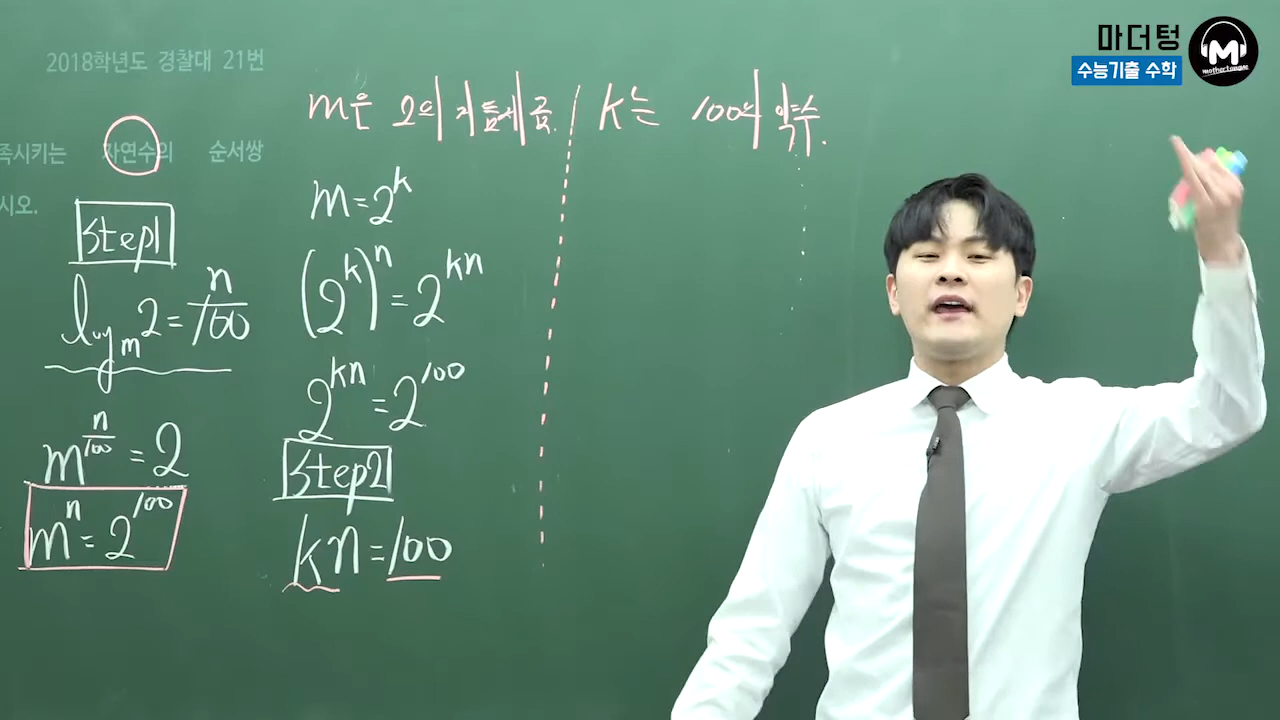 마더텅
수능기출 수학
M
mothertongue
2018학년도 경찰대 21번
족시키는 자연수의 순서쌍
시오.
m은 2의 거듭제곱. k는 100의 약수.
Step1
log_m 2 = n/100
m^(n/100) = 2
m^n = 2^100
m = 2^k
(2^k)^n = 2^(kn)
2^(kn) = 2^100
Step2
kn = 100